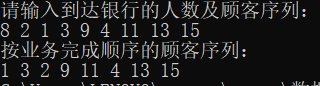 请输入到达银行的人数及顾客序列：
8 2 1 3 9 4 11 13 15
按业务完成顺序的顾客序列：
1 3 2 9 11 4 13 15